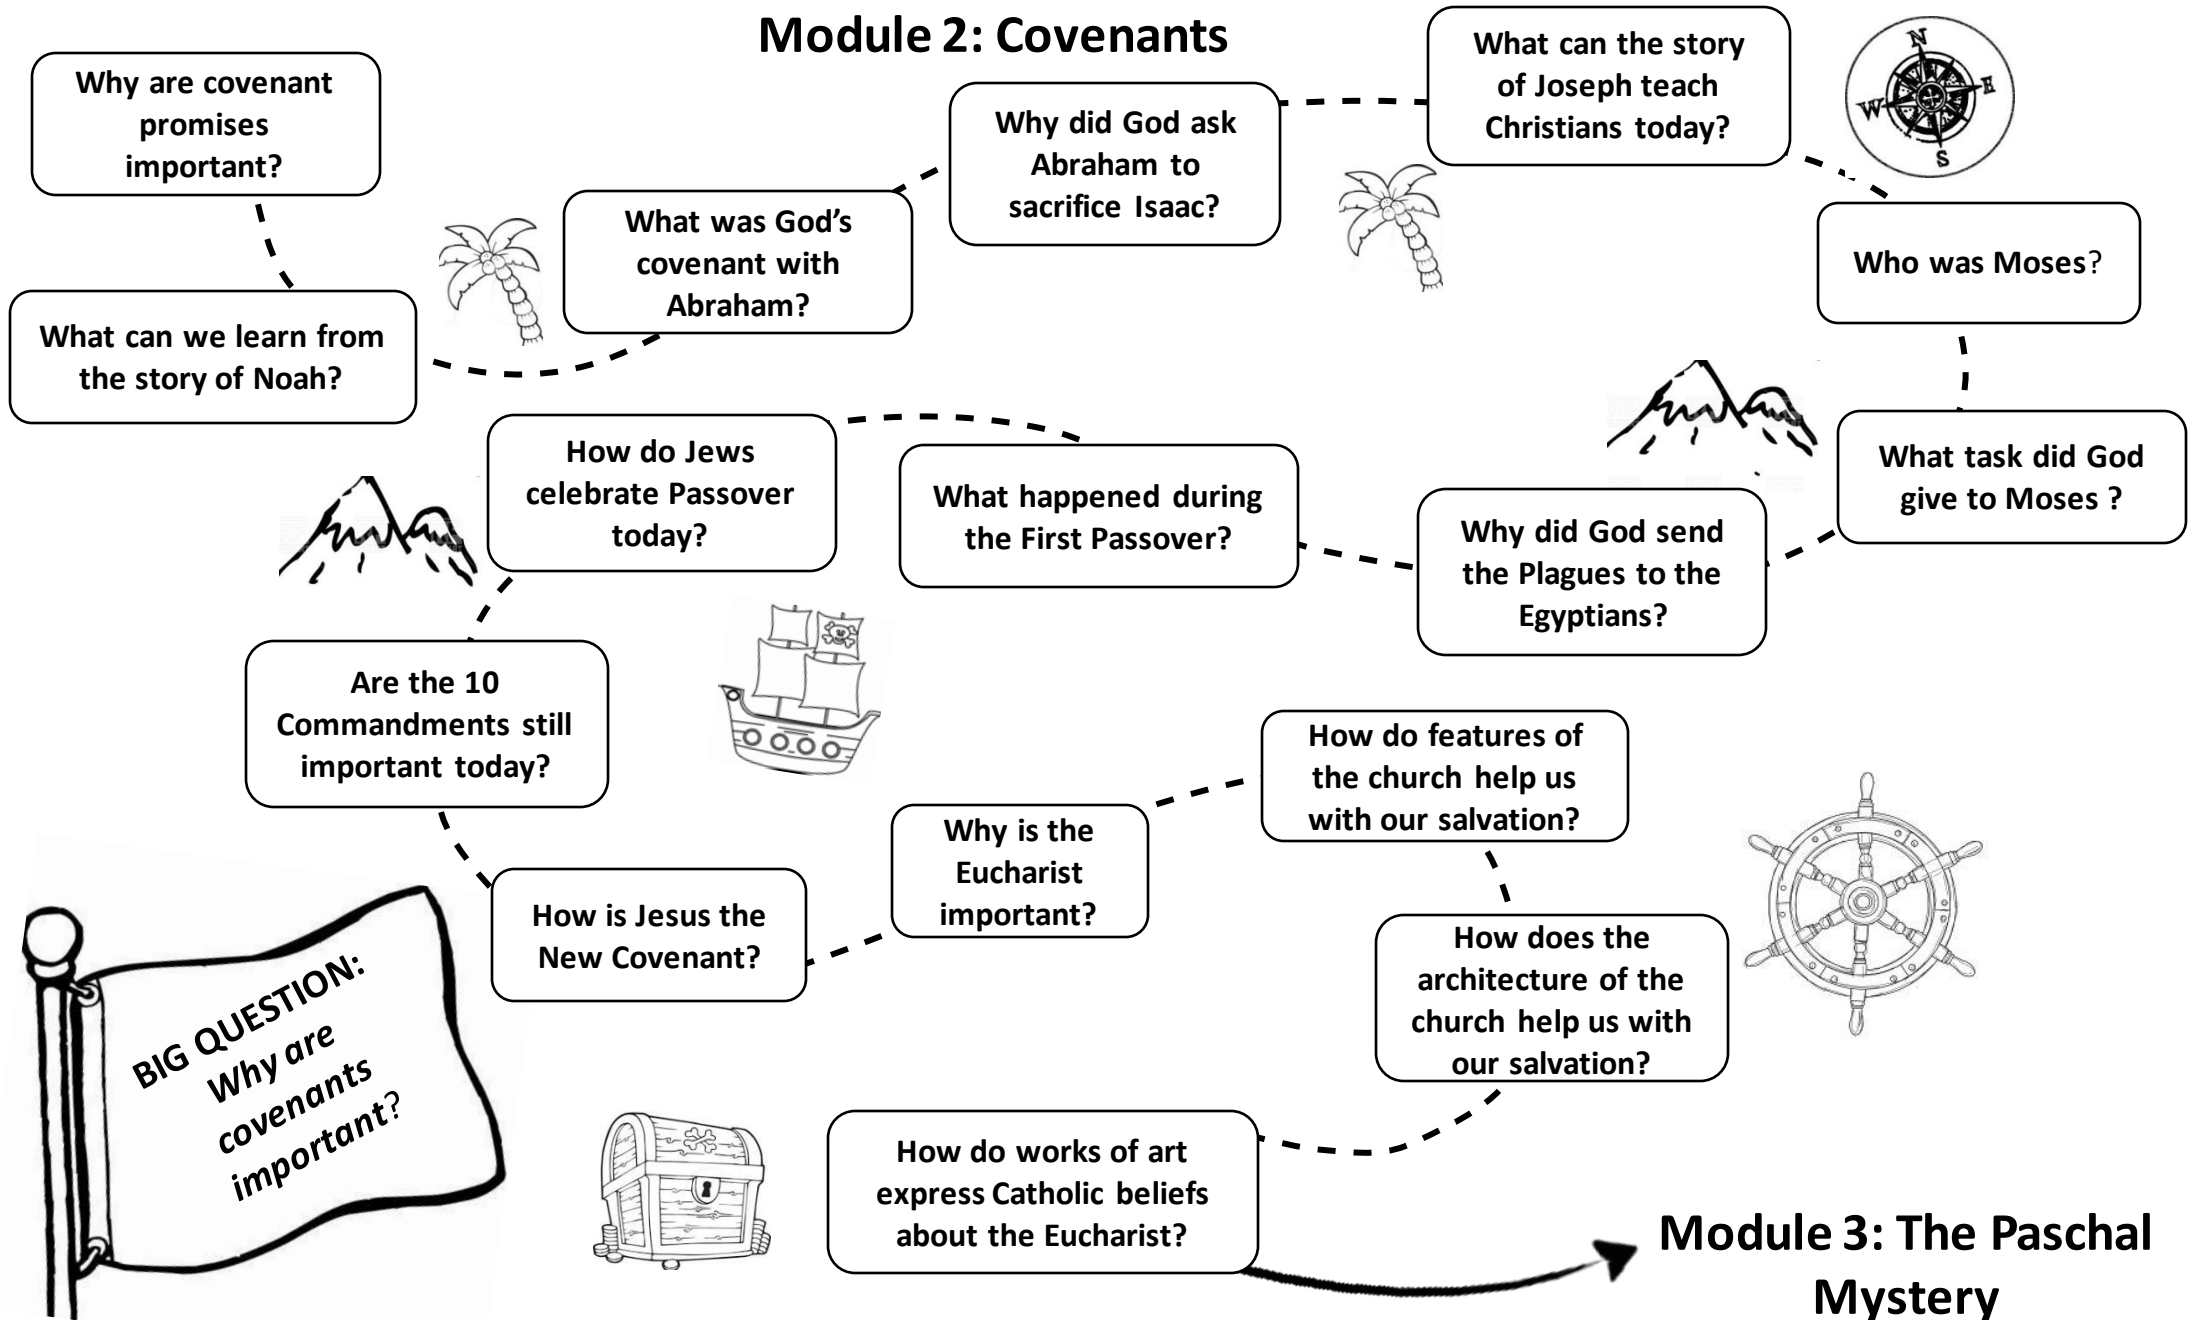 Module 2: Covenants
Why are covenant
promises
important?
What can we learn from
the story of Noah?
What was God’s
covenant with
Abraham?
Why did God ask
Abraham to
sacrifice Isaac?
What can the story
of Joseph teach
Christians today?
N
E
S
W
Who was Moses?
What task did God
give to Moses ?
Why did God send
the Plagues to the
Egyptians?
What happened during
the First Passover?
How do Jews
celebrate Passover
today?
Are the 10
Commandments still
important today?
How is Jesus the
New Covenant?
Why is the
Eucharist
important?
How do features of
the church help us
with our salvation?
How does the
architecture of the
church help us with
our salvation?
How do works of art
express Catholic beliefs
about the Eucharist?
BIG QUESTION:
Why are
covenants
important?
Module 3: The Paschal
Mystery